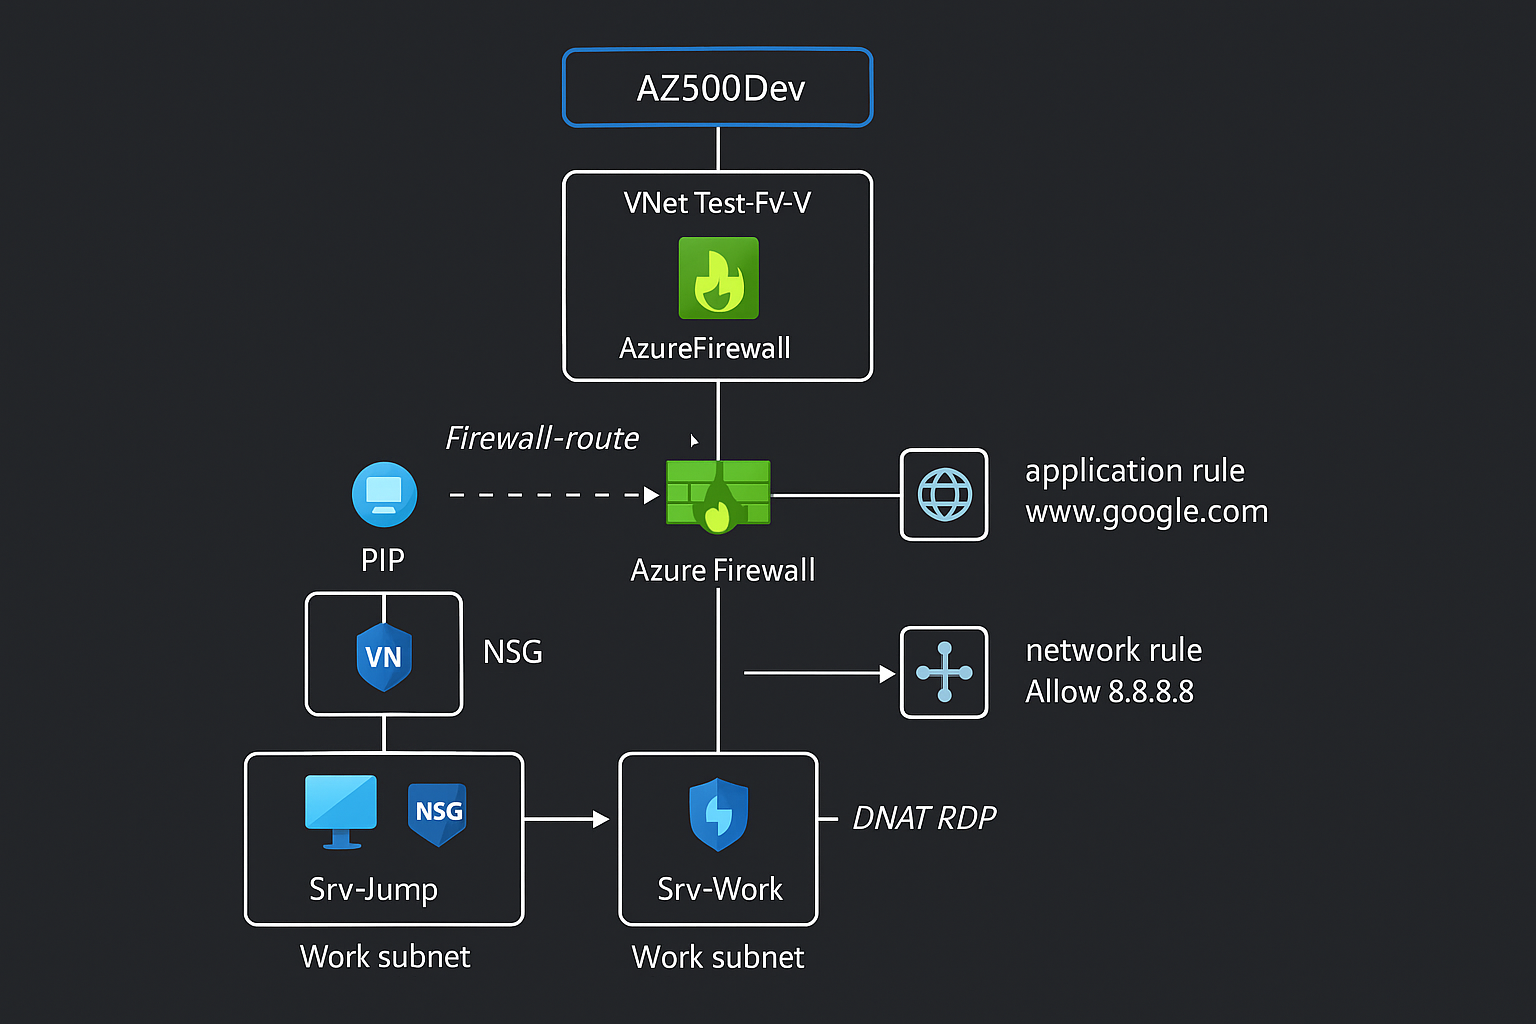 AZ500Dev
VNet Test-FV-V
AzureFirewall
Firewall-route
PIP
Azure Firewall
application rule
www.google.com
VN
NSG
network rule
Allow 8.8.8.8
NSG
Srv-Jump
Work subnet
Srv-Work
DNAT RDP
Work subnet